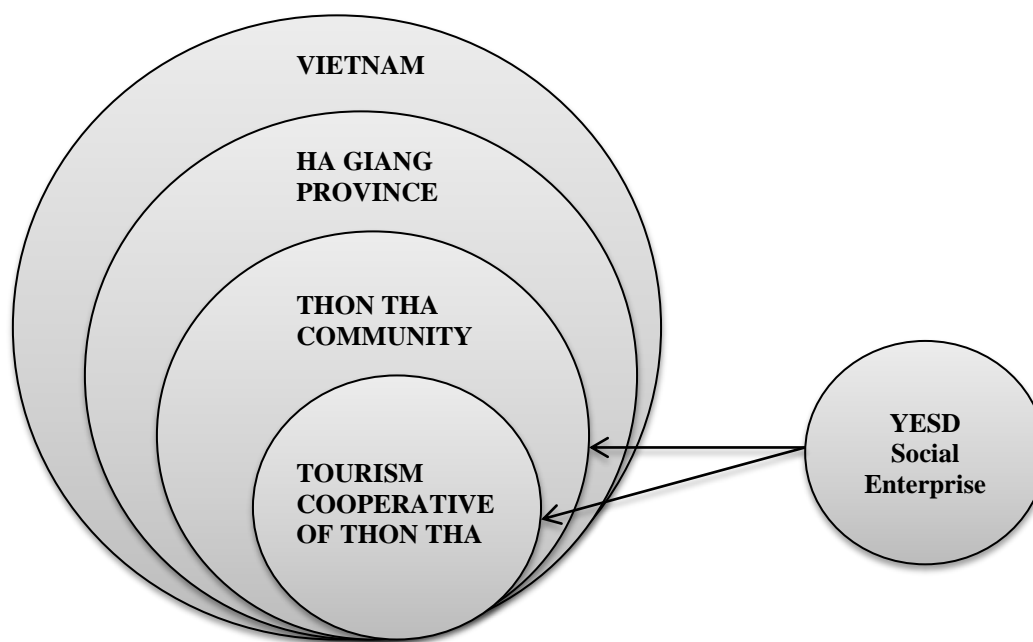 VIETNAM
HA GIANG
PROVINCE
THON THA
COMMUNITY
TOURISM
COOPERATIVE
OF THON THA
YESD
Social
Enterprise